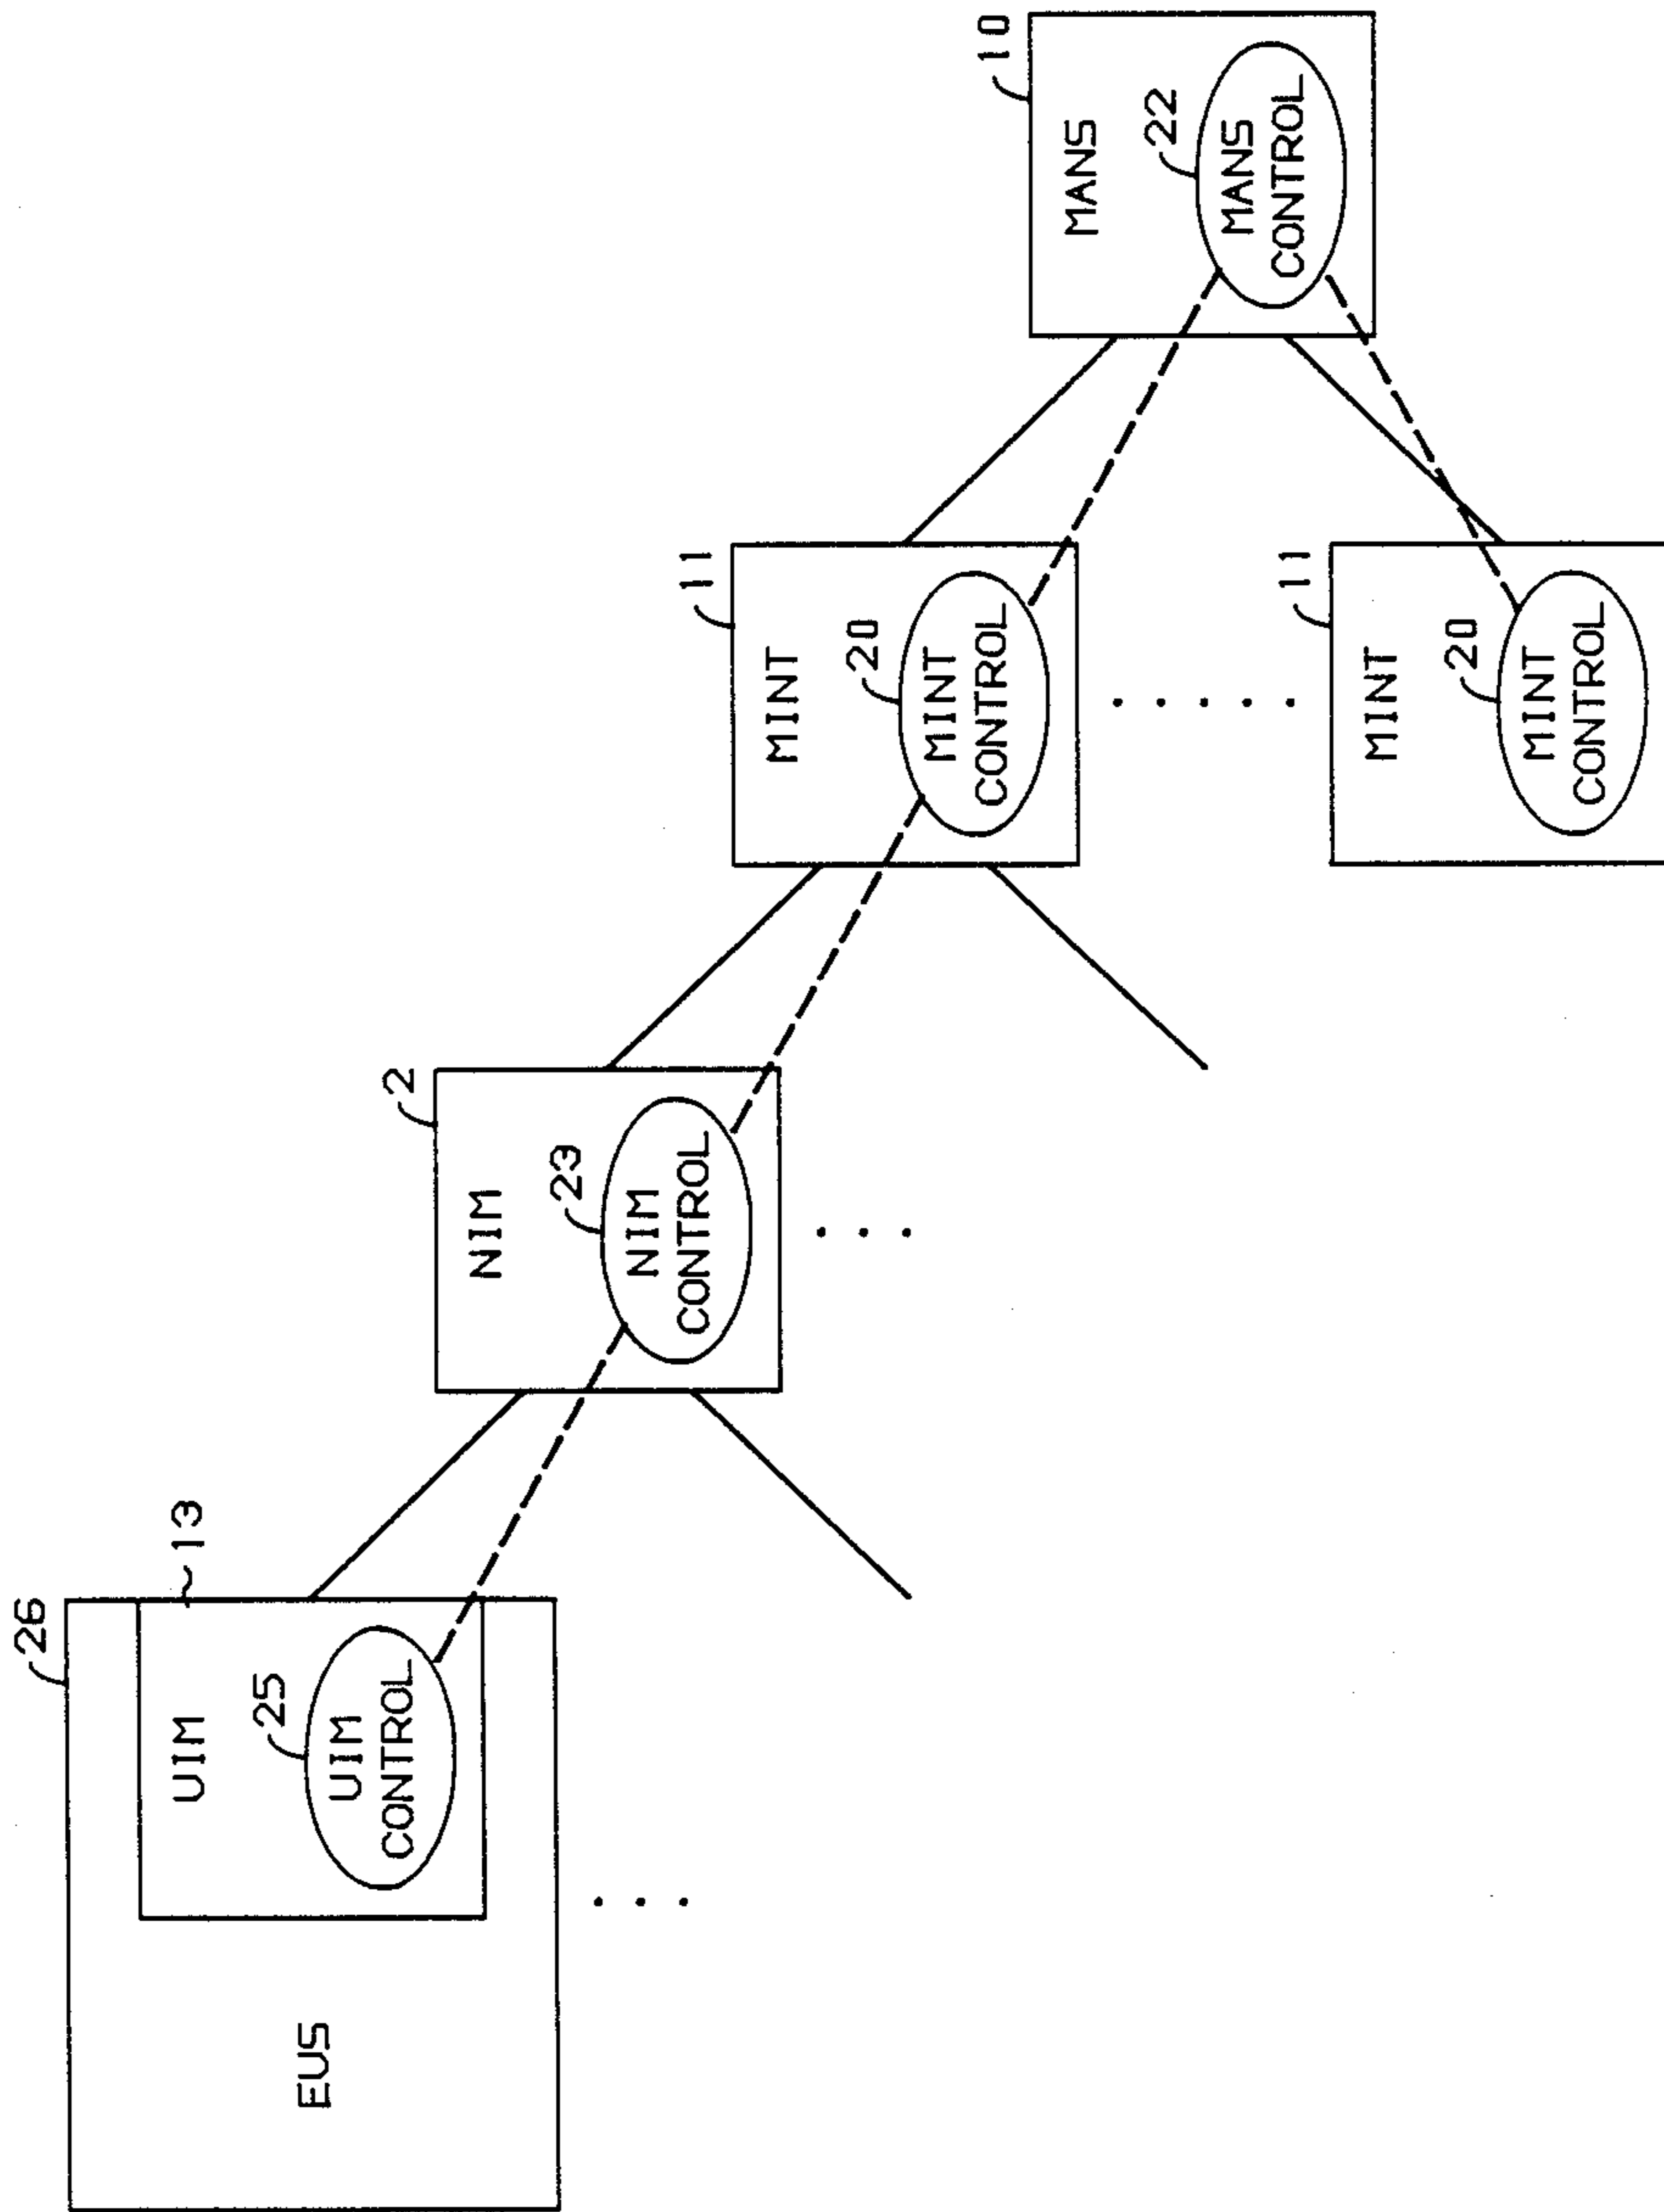 26
EUS
13
UIM
25
UIM
CONTROL
2
NIM
23
NIM
CONTROL
11
MINT
20
MINT
CONTROL
11
MINT
20
MINT
CONTROL
10
MANS
22
MANS
CONTROL